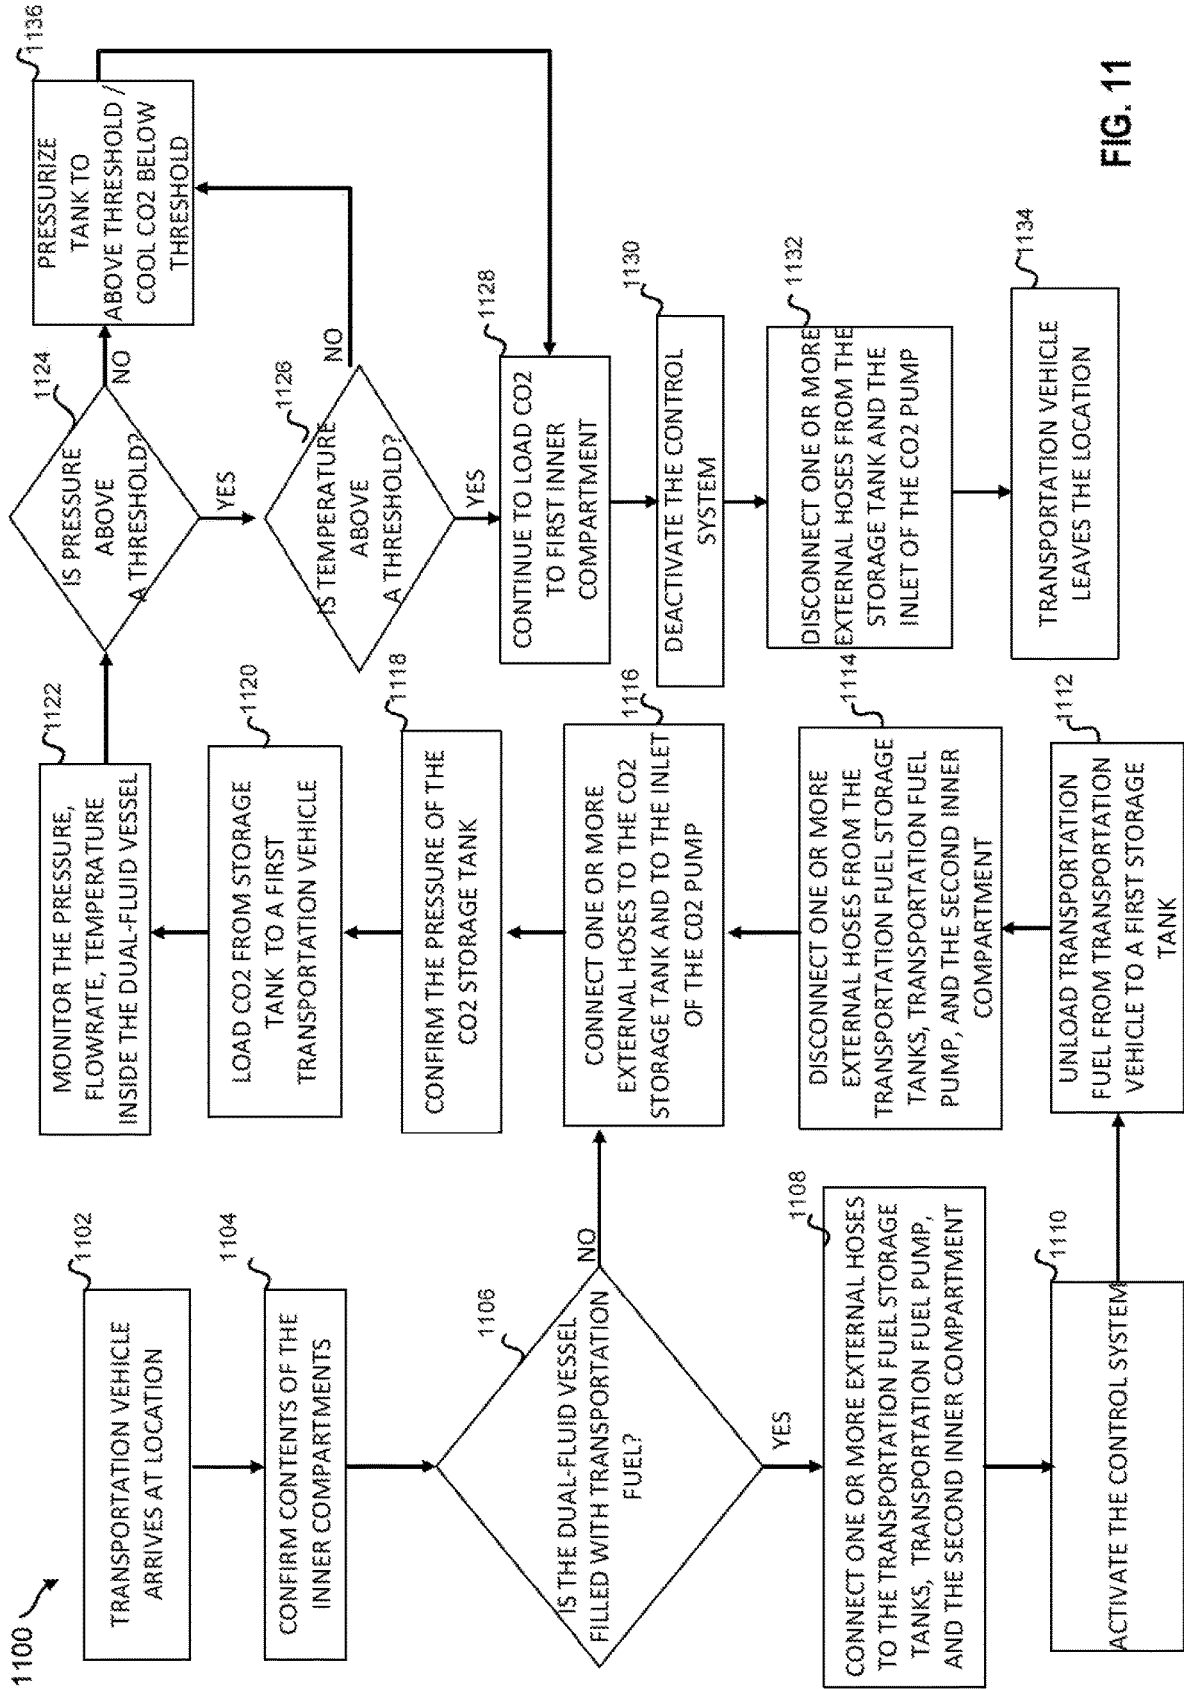 1100
1102
TRANSPORTATION VEHICLE
ARRIVES AT LOCATION
1104
CONFIRM CONTENTS OF THE
INNER COMPARTMENTS
1106
IS THE DUAL-FLUID VESSEL
FILLED WITH TRANSPORTATION
FUEL?
NO
YES
1108
CONNECT ONE OR MORE EXTERNAL HOSES
TO THE TRANSPORTATION FUEL STORAGE
TANKS, TRANSPORTATION FUEL PUMP,
AND THE SECOND INNER COMPARTMENT
1110
ACTIVATE THE CONTROL SYSTEM
1112
UNLOAD TRANSPORTATION
FUEL FROM TRANSPORTATION
VEHICLE TO A FIRST STORAGE
TANK
1114
DISCONNECT ONE OR MORE
EXTERNAL HOSES FROM THE
TRANSPORTATION FUEL STORAGE
TANKS, TRANSPORTATION FUEL
PUMP, AND THE SECOND INNER
COMPARTMENT
1116
CONNECT ONE OR MORE
EXTERNAL HOSES TO THE CO2
STORAGE TANK AND TO THE INLET
OF THE CO2 PUMP
1118
CONFIRM THE PRESSURE OF THE
CO2 STORAGE TANK
1120
LOAD CO2 FROM STORAGE
TANK TO A FIRST
TRANSPORTATION VEHICLE
1122
MONITOR THE PRESSURE,
FLOWRATE, TEMPERATURE
INSIDE THE DUAL-FLUID VESSEL
1124
IS PRESSURE
ABOVE
A THRESHOLD?
NO
YES
1126
IS TEMPERATURE
ABOVE
A THRESHOLD?
NO
YES
1136
PRESSURIZE
TANK TO
ABOVE THRESHOLD /
COOL CO2 BELOW
THRESHOLD
1128
CONTINUE TO LOAD CO2
TO FIRST INNER
COMPARTMENT
1130
DEACTIVATE THE CONTROL
SYSTEM
1132
DISCONNECT ONE OR MORE
EXTERNAL HOSES FROM THE
STORAGE TANK AND THE
INLET OF THE CO2 PUMP
1134
TRANSPORTATION VEHICLE
LEAVES THE LOCATION
FIG. 11